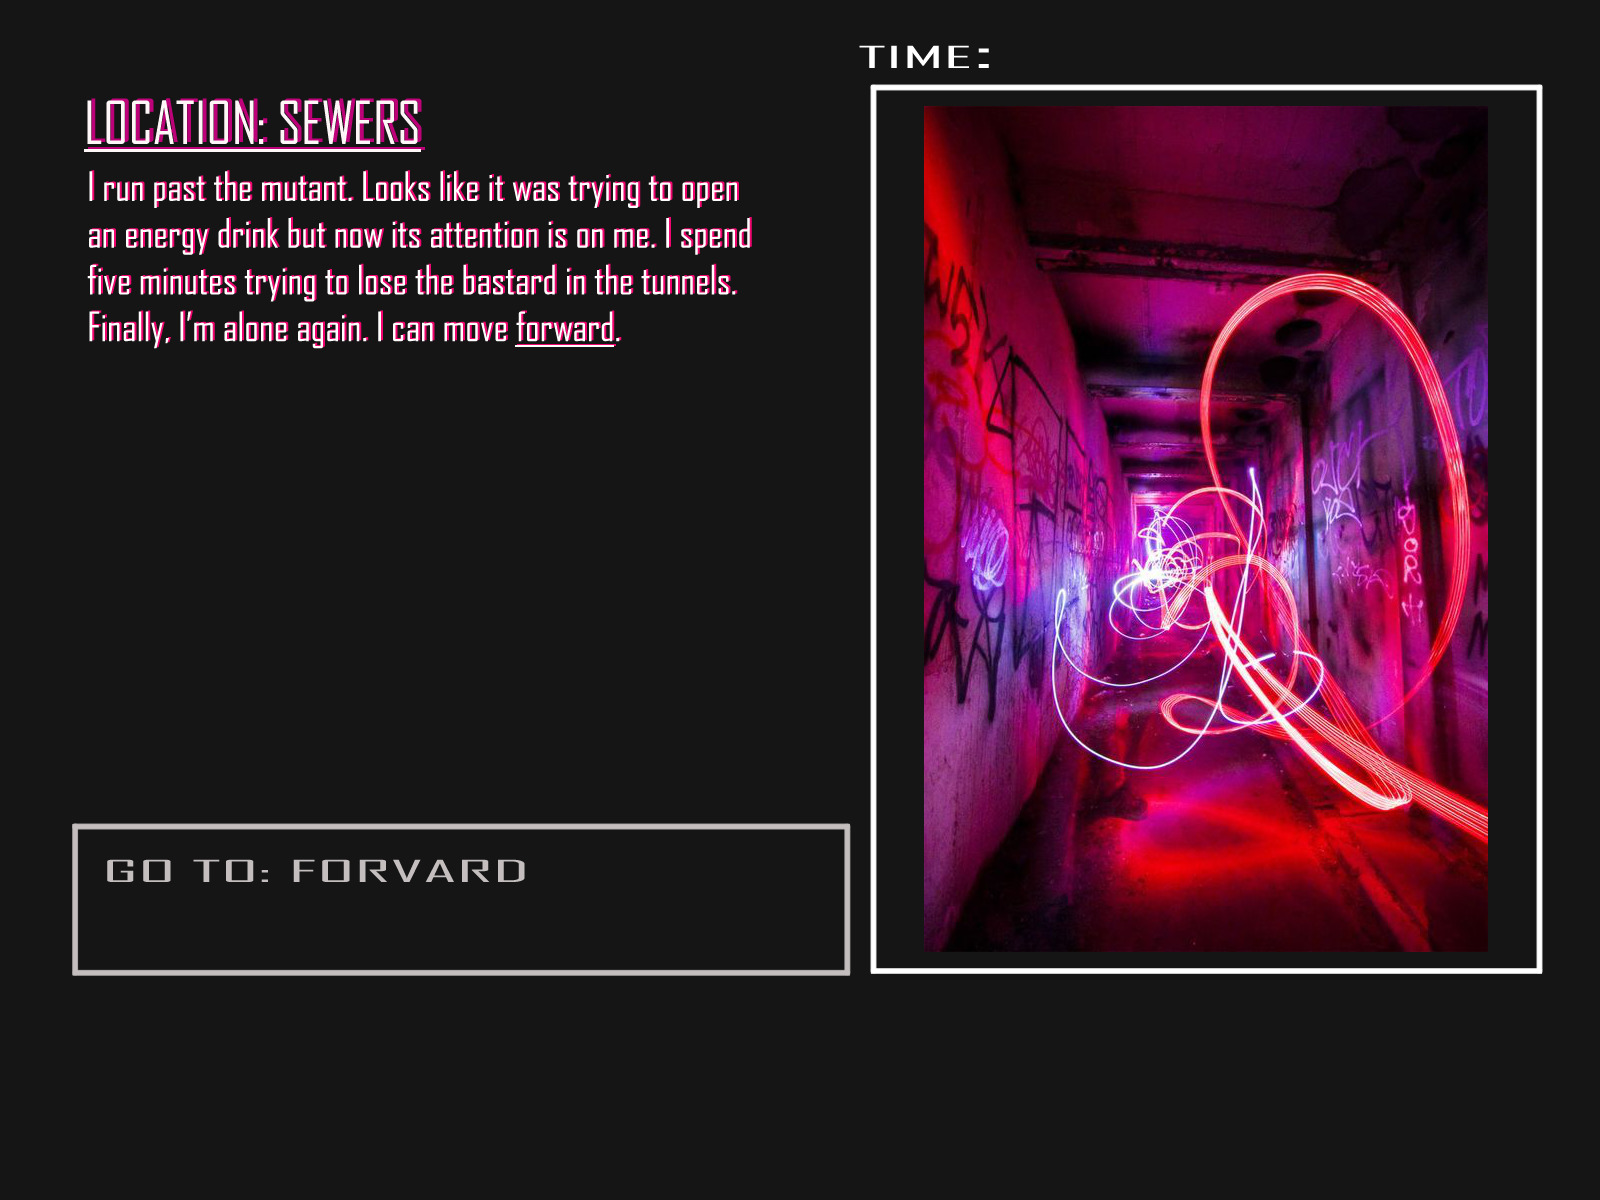 TIME:
LOCATION: SEWERS
I run past the mutant. Looks like it was trying to open
an energy drink but now its attention is on me. I spend
five minutes trying to lose the bastard in the tunnels.
Finally, I'm alone again. I can move forward.
GO TO: FORVARD